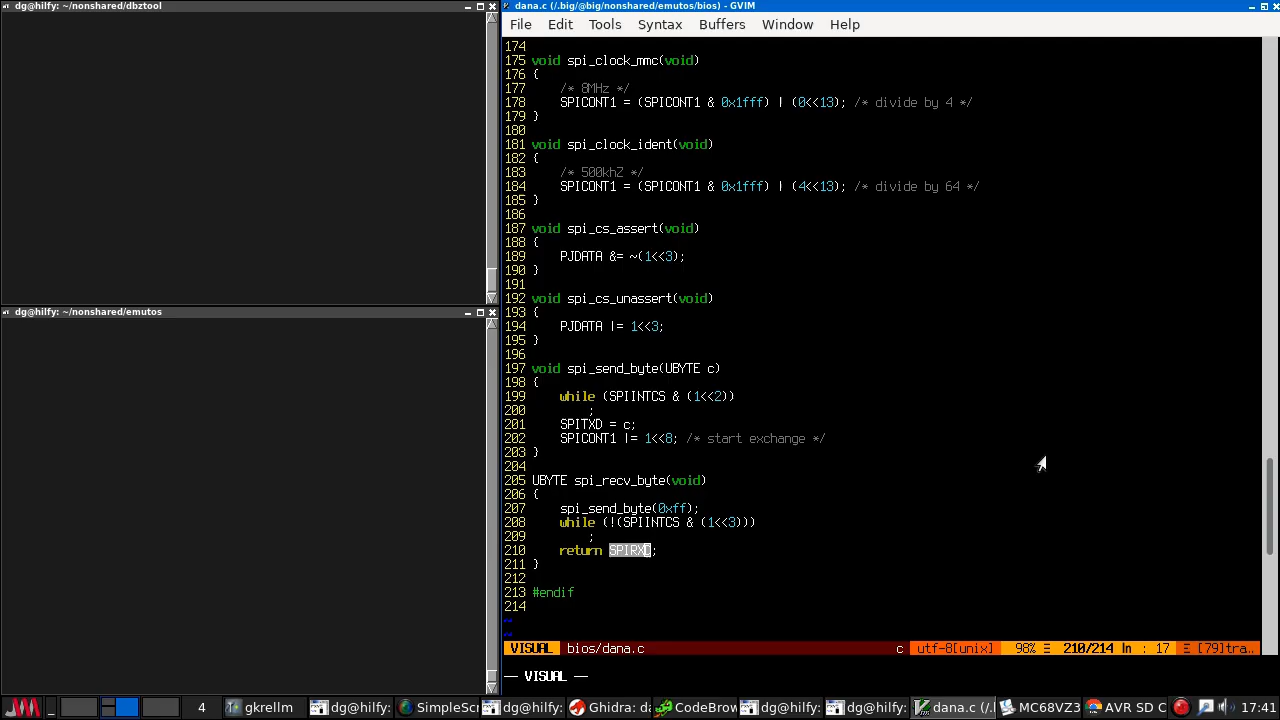 dg@hilfy: ~/nonshared/dbztool
dg@hilfy: ~/nonshared/emutos
dana.c (/.big/@big/nonshared/emutos/bios) - GVIM
File Edit Tools Syntax Buffers Window Help
174
175 void spi_clock_mmc(void)
176 {
177     /* 8MHz */
178     SPICONT1 = (SPICONT1 & 0x1fff) | (0<<13); /* divide by 4 */
179 }
180
181 void spi_clock_ident(void)
182 {
183     /* 500khZ */
184     SPICONT1 = (SPICONT1 & 0x1fff) | (4<<13); /* divide by 64 */
185 }
186
187 void spi_cs_assert(void)
188 {
189     PJDATA &= ~(1<<3);
190 }
191
192 void spi_cs_unassert(void)
193 {
194     PJDATA |= 1<<3;
195 }
196
197 void spi_send_byte(UBYTE c)
198 {
199     while (SPIINTCS & (1<<2))
200         ;
201     SPITXD = c;
202     SPICONT1 |= 1<<8; /* start exchange */
203 }
204
205 UBYTE spi_recv_byte(void)
206 {
207     spi_send_byte(0xff);
208     while (!(SPIINTCS & (1<<3)))
209         ;
210     return SPIRXD;
211 }
212
213 #endif
214
~
~
VISUAL bios/dana.c c utf-8[unix] 98% Ξ 210/214 ln : 17 Ξ [79]tra..
-- VISUAL --
4 gkrellm dg@hilfy: SimpleScr dg@hilfy: Ghidra: da CodeBrow dg@hilfy: dg@hilfy: dana.c (/. MC68VZ3 AVR SD C 17:41